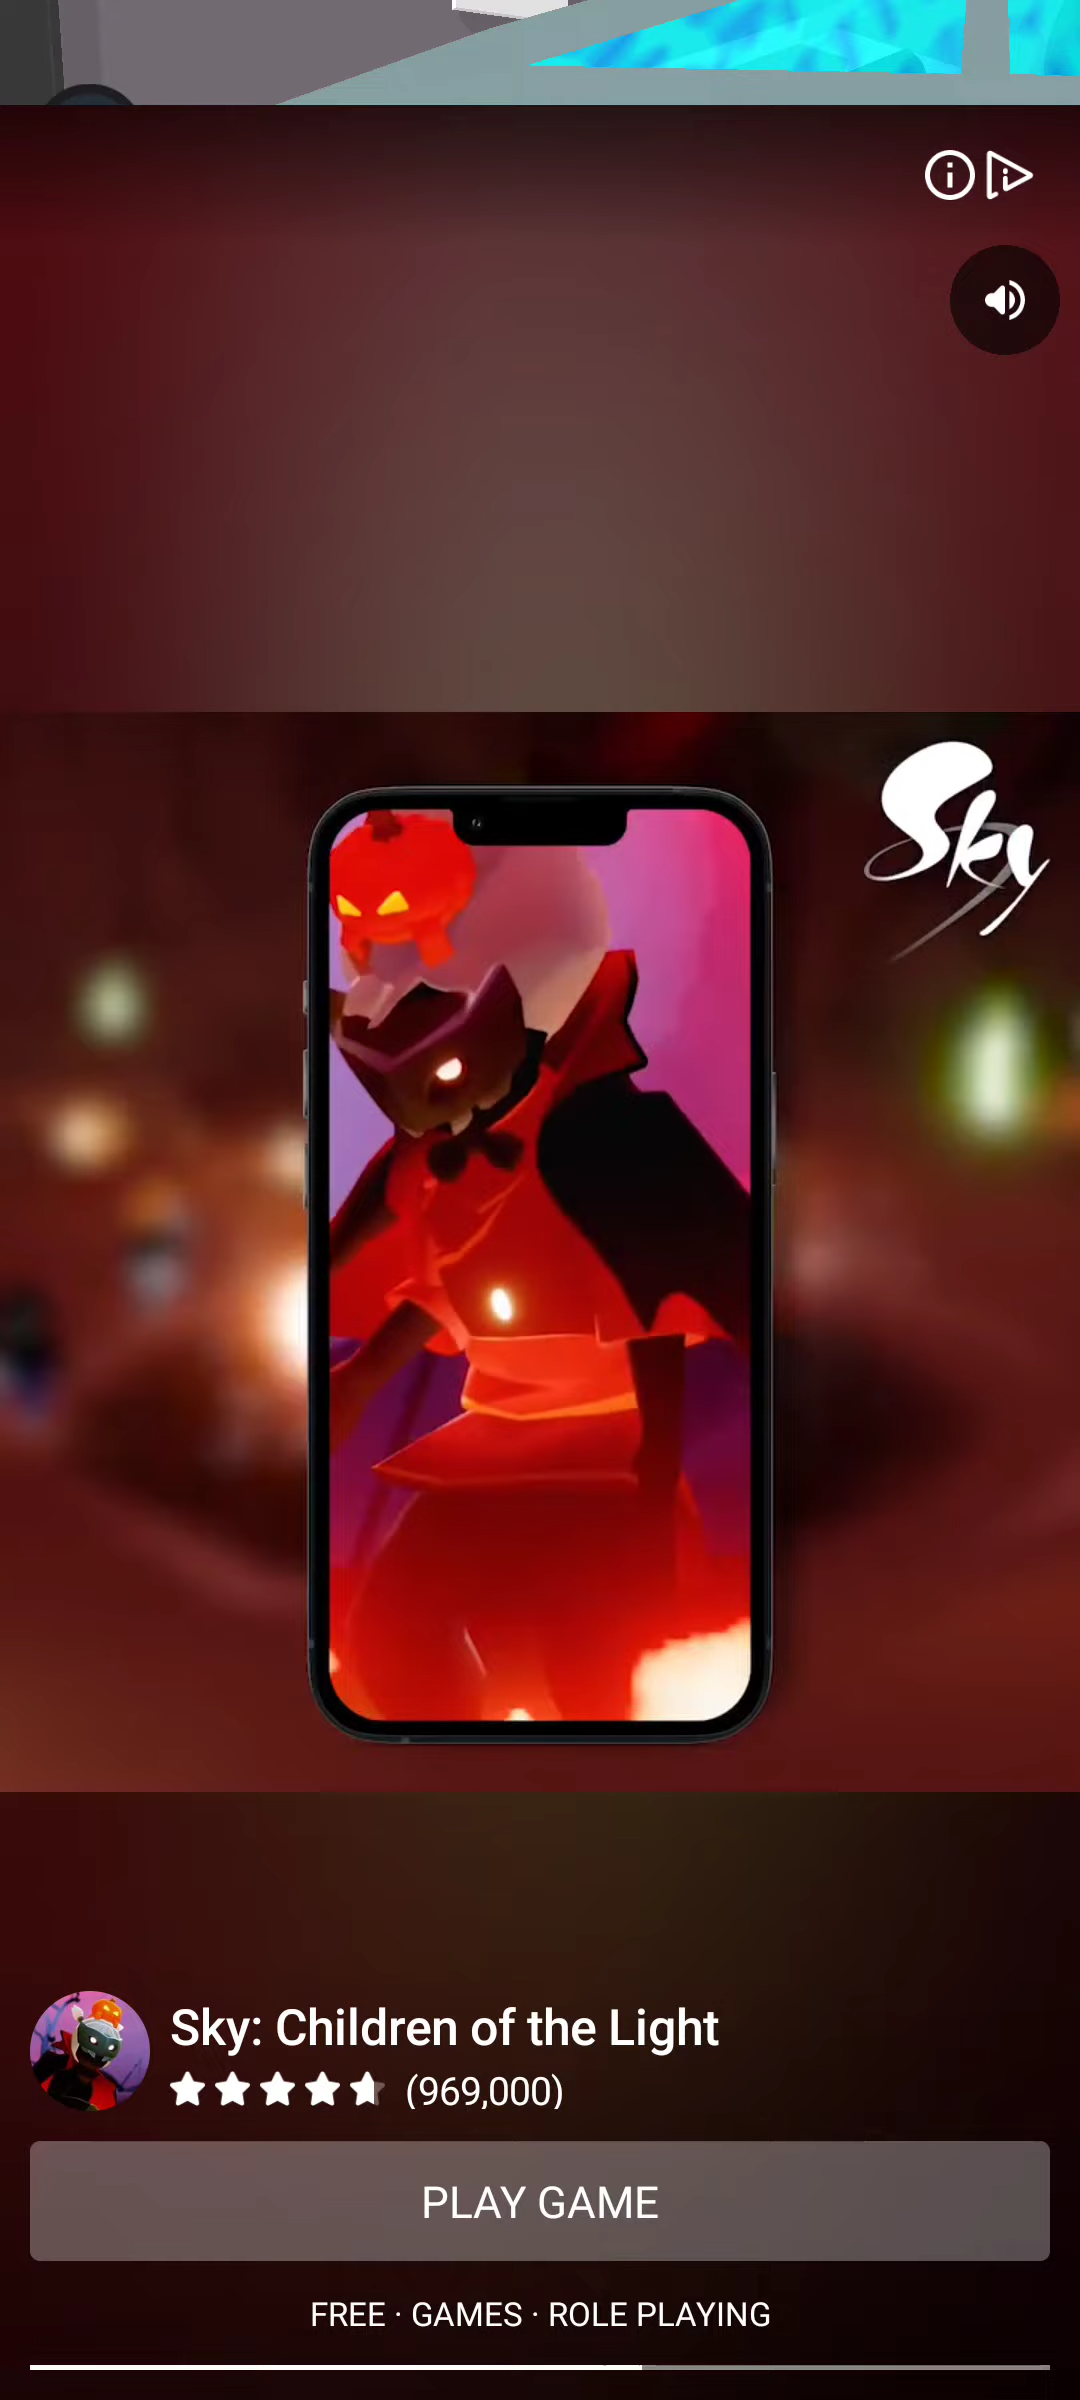 Sky
Sky: Children of the Light
(969,000)
PLAY GAME
FREE · GAMES · ROLE PLAYING